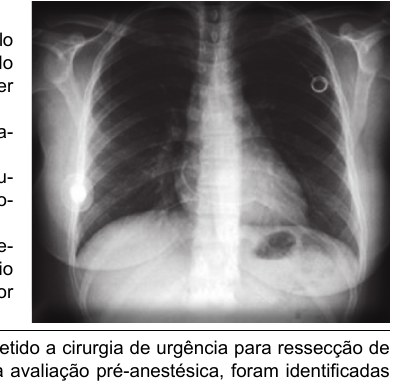 lo
lo
er
a-
u-
o-
e-
io
or
etido a cirurgia de urgência para ressecção de
a avaliação pré-anestésica, foram identificadas